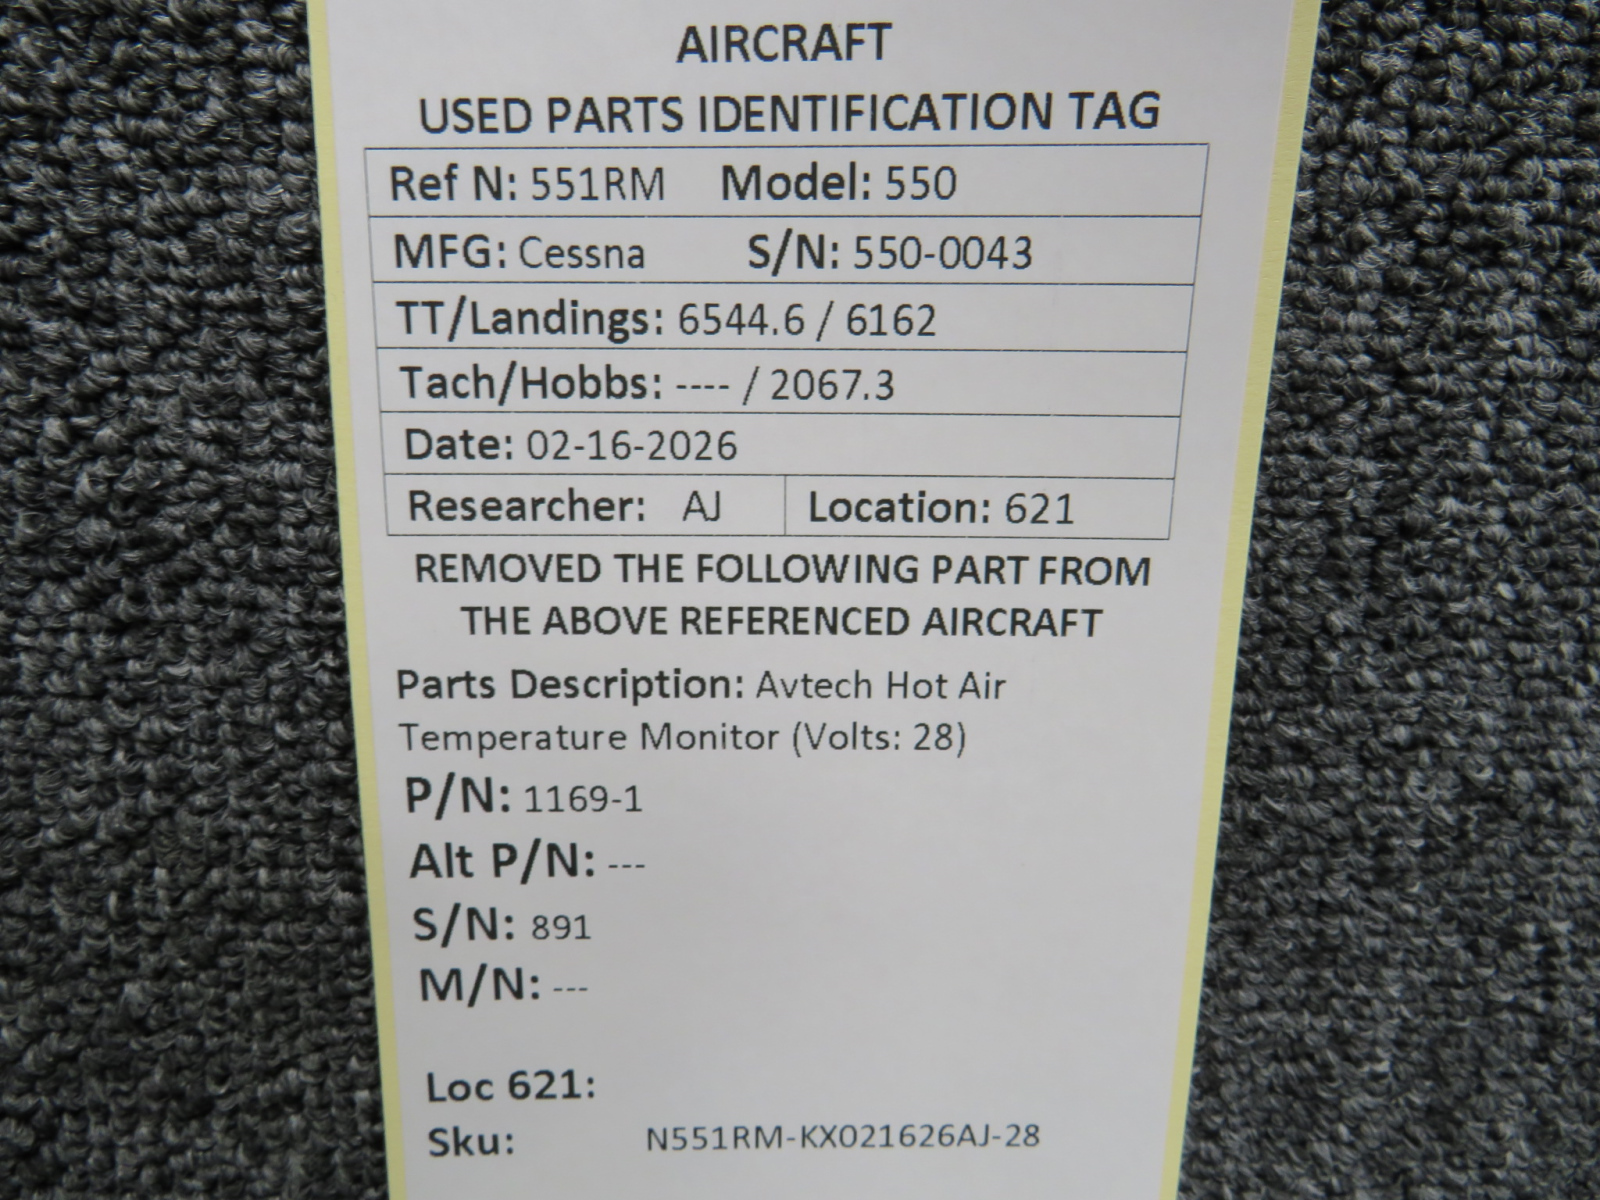 AIRCRAFT
USED PARTS IDENTIFICATION TAG
Ref N: 551RM Model: 550
MFG: Cessna S/N: 550-0043
TT/Landings: 6544.6 / 6162
Tach/Hobbs: ---- / 2067.3
Date: 02-16-2026
Researcher: AJ Location: 621
REMOVED THE FOLLOWING PART FROM
THE ABOVE REFERENCED AIRCRAFT
Parts Description: Avtech Hot Air
Temperature Monitor (Volts: 28)
P/N: 1169-1
Alt P/N: ---
S/N: 891
M/N: ---
Loc 621:
Sku: N551RM-KX021626AJ-28